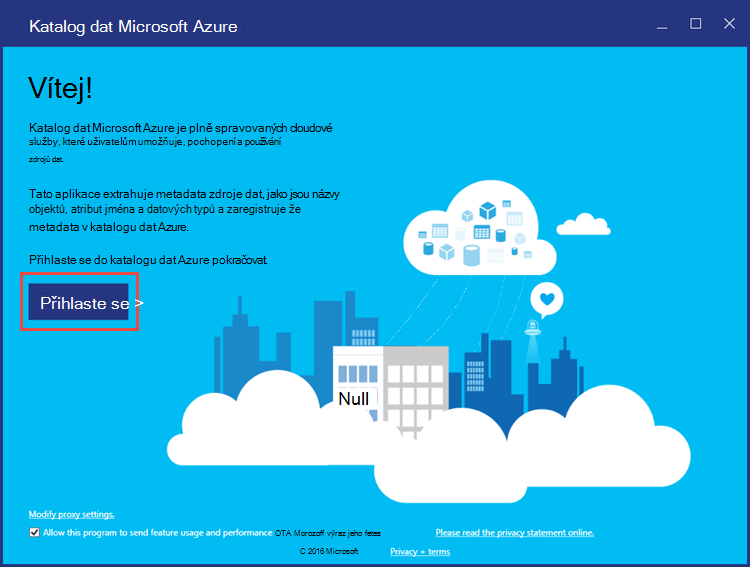 Katalog dat Microsoft Azure
Vítej!
Katalog dat Microsoft Azure je plně spravovaných cloudové
služby, které uživatelům umožňuje, pochopení a používání
zdrojů dat.
Tato aplikace extrahuje metadata zdroje dat, jako jsou názvy
objektů, atribut jména a datových typů a zaregistruje že
metadata v katalogu dat Azure.
Přihlaste se do katalogu dat Azure pokračovat.
Přihlaste se >
Null
Modify proxy settings.
Allow this program to send feature usage and performance OTA Morozoff výraz jeho fetes
Please read the privacy statement online.
C 2016 Microsoft
Privacy + terms